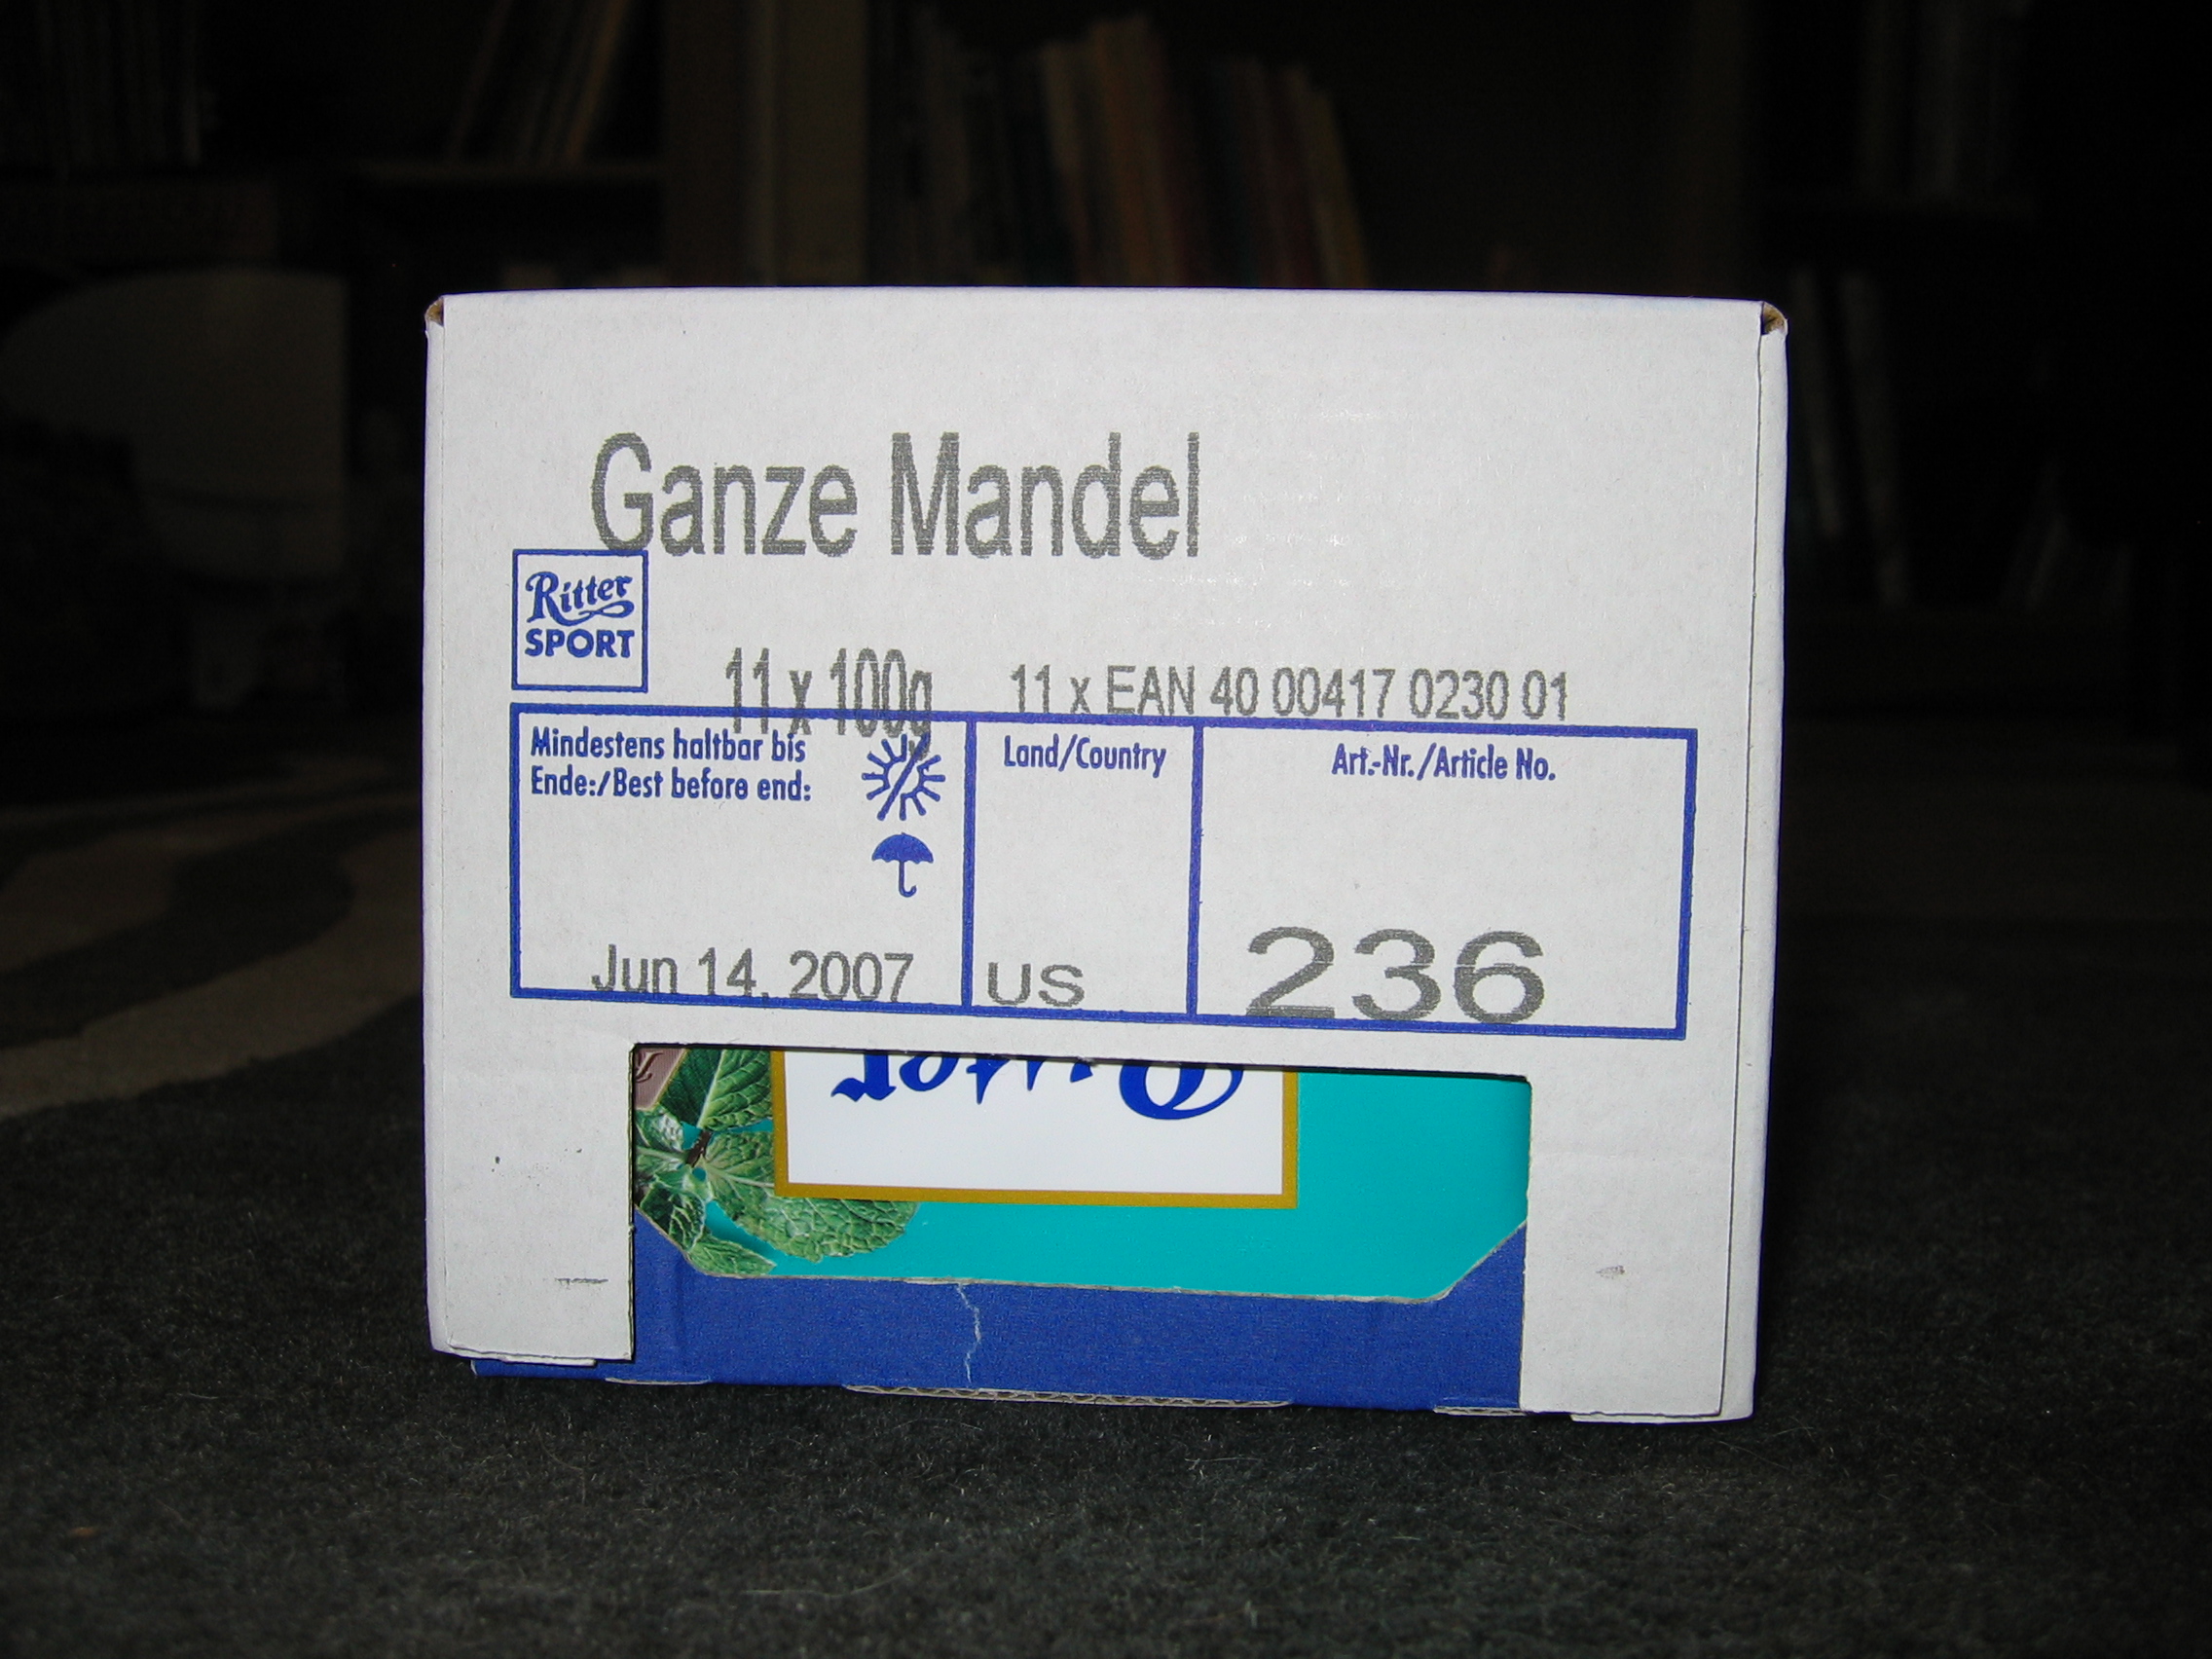 Ganze Mandel
Ritter
SPORT
11 x 100g
11 x EAN 40 00417 0230 01
Mindestens haltbar bis
Ende:/Best before end:
Jun 14, 2007
Land/Country
US
Art.-Nr./Article No.
236
Ritter